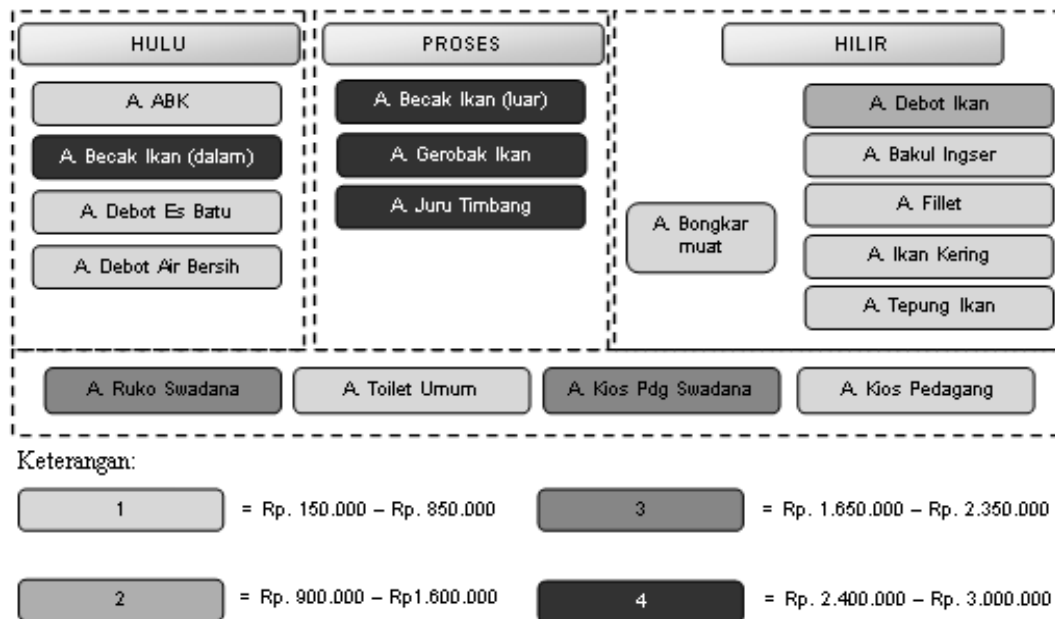 HULU
A. ABK
A. Becak Ikan (dalam)
A. Debot Es Batu
A. Debot Air Bersih
PROSES
A. Becak Ikan (luar)
A. Gerobak Ikan
A. Juru Timbang
HILIR
A. Bongkar
muat
A. Debot Ikan
A. Bakul Ingser
A. Fillet
A. Ikan Kering
A. Tepung Ikan
A. Ruko Swadana
A. Toilet Umum
A. Kios Pdg Swadana
A. Kios Pedagang
Keterangan:
1 = Rp. 150.000 – Rp. 850.000
3 = Rp. 1.650.000 – Rp. 2.350.000
2 = Rp. 900.000 – Rp1.600.000
4 = Rp. 2.400.000 – Rp. 3.000.000